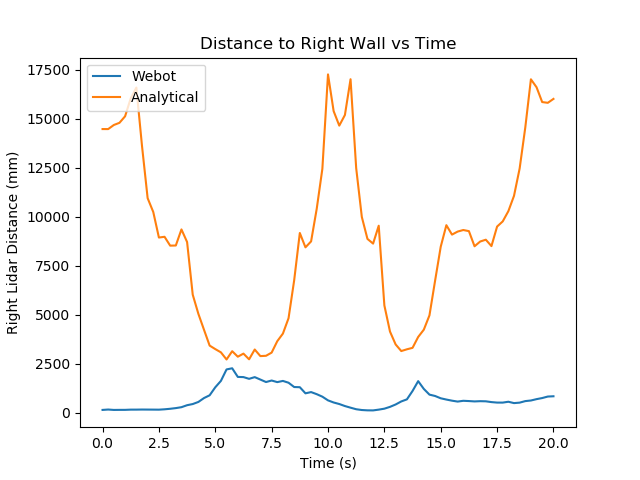 Distance to Right Wall vs Time
Webot
Analytical
Right Lidar Distance (mm)
17500
15000
12500
10000
7500
5000
2500
0
0.0 2.5 5.0 7.5 10.0 12.5 15.0 17.5 20.0
Time (s)